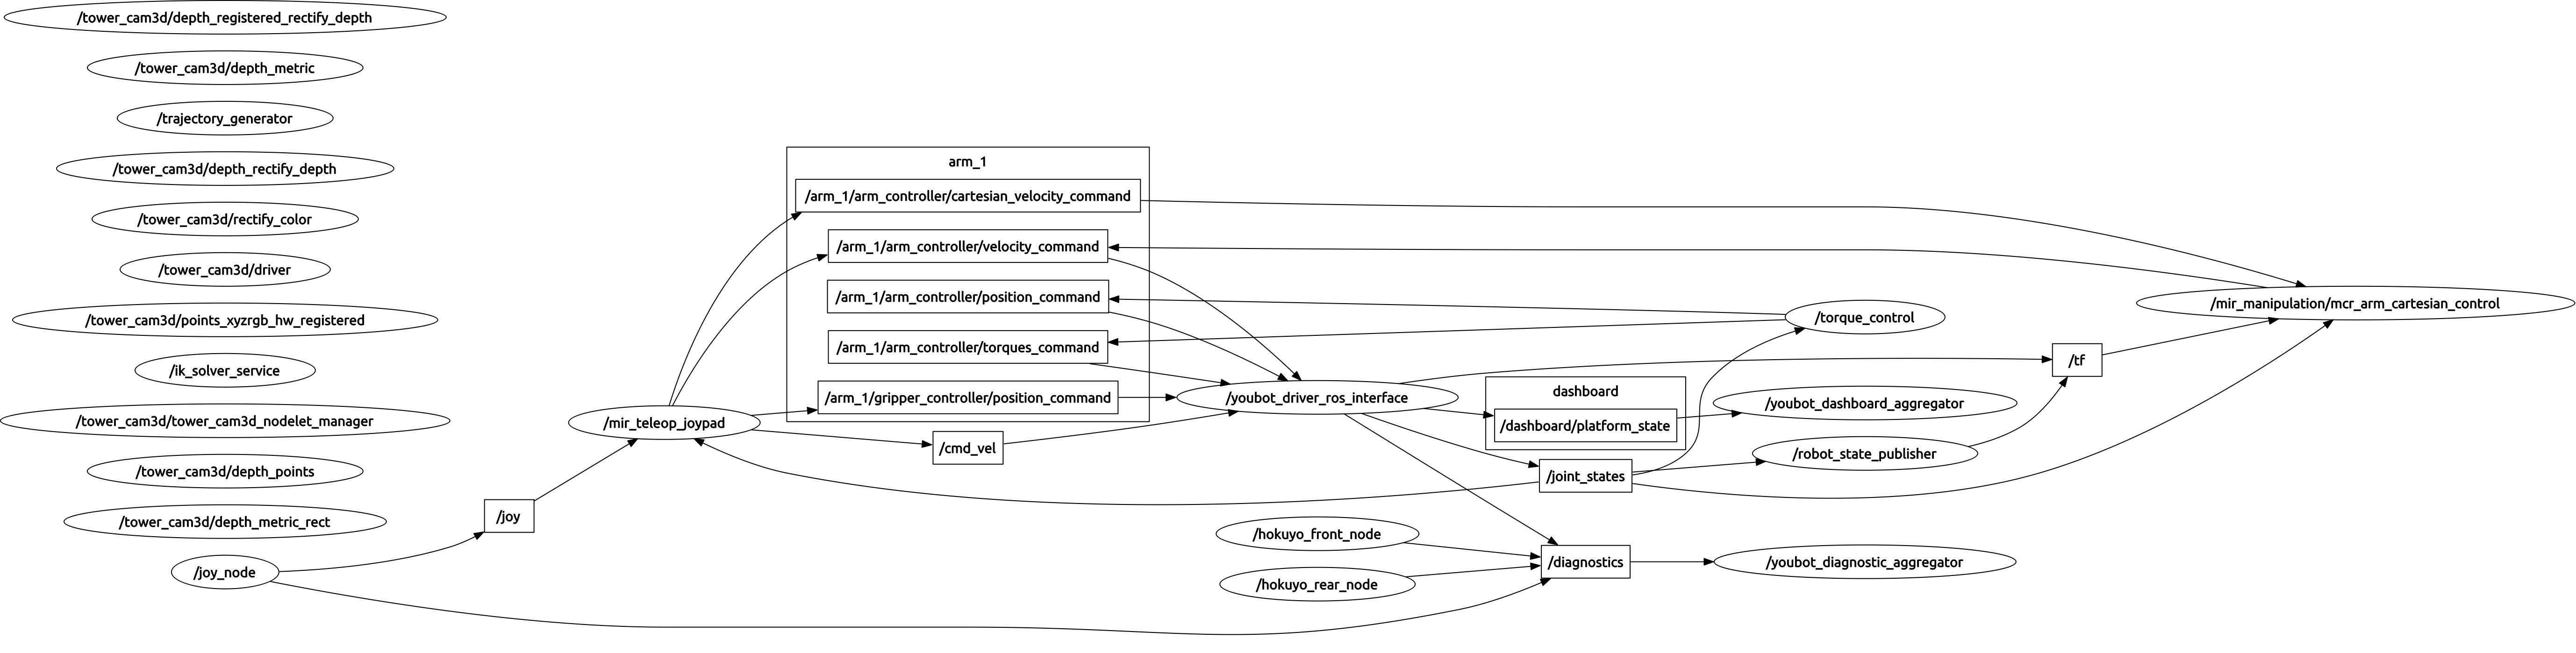 /tower_cam3d/depth_registered_rectify_depth
/tower_cam3d/depth_metric
/trajectory_generator
/tower_cam3d/depth_rectify_depth
/tower_cam3d/rectify_color
/tower_cam3d/driver
/tower_cam3d/points_xyzrgb_hw_registered
/ik_solver_service
/tower_cam3d/tower_cam3d_nodelet_manager
/tower_cam3d/depth_points
/tower_cam3d/depth_metric_rect
/joy_node
/joy
/mir_teleop_joypad
arm_1
/arm_1/arm_controller/cartesian_velocity_command
/arm_1/arm_controller/velocity_command
/arm_1/arm_controller/position_command
/arm_1/arm_controller/torques_command
/arm_1/gripper_controller/position_command
/cmd_vel
/youbot_driver_ros_interface
/hokuyo_front_node
/hokuyo_rear_node
dashboard
/dashboard/platform_state
/joint_states
/diagnostics
/torque_control
/youbot_dashboard_aggregator
/robot_state_publisher
/youbot_diagnostic_aggregator
/tf
/mir_manipulation/mcr_arm_cartesian_control